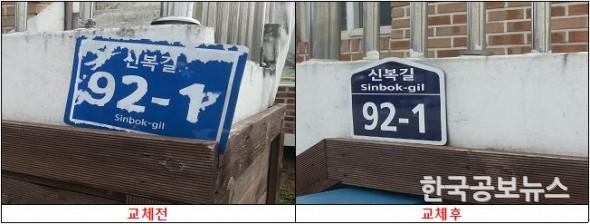 신복길
92-1
Sinbok-gil
교체전
신복길
Sinbok-gil
92-1
한국공보뉴스
교체후